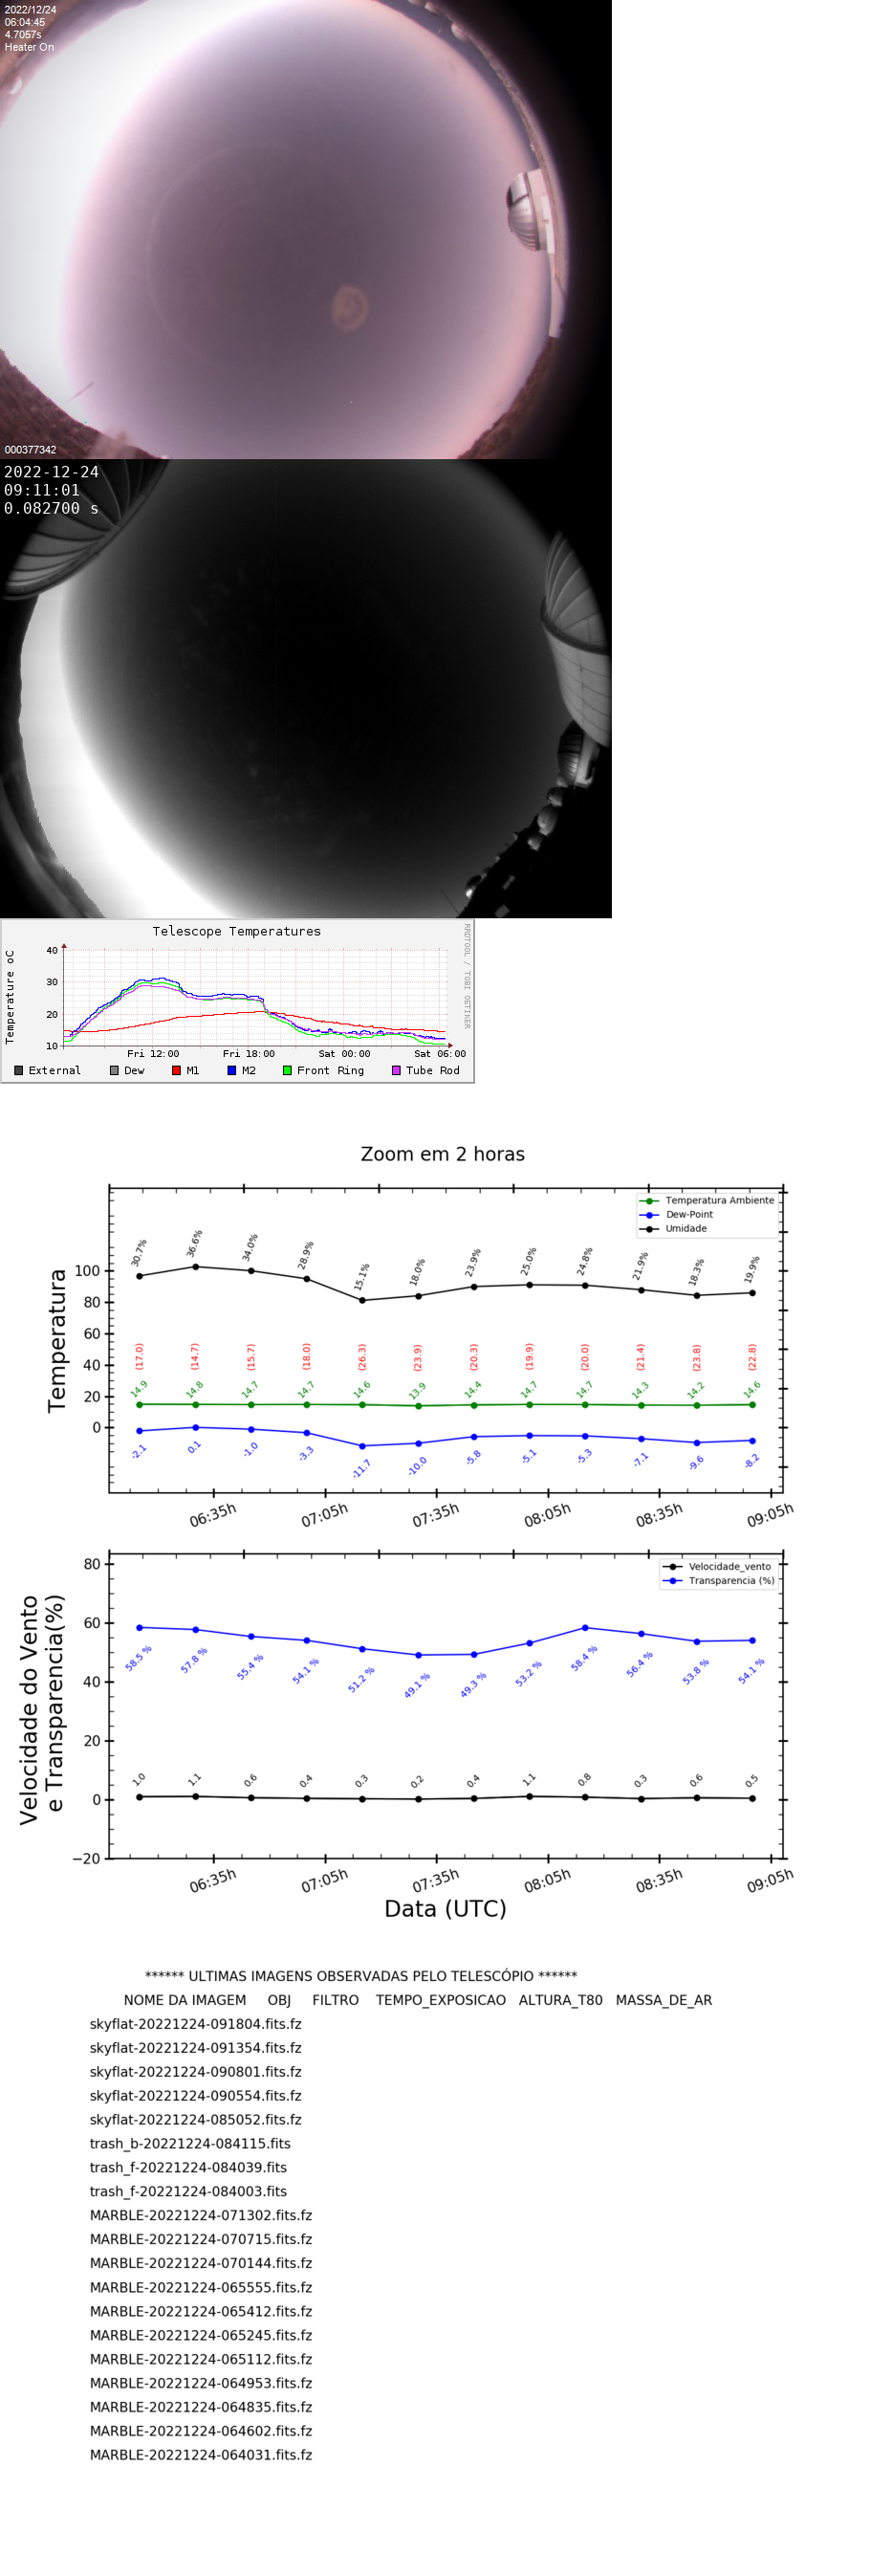 2022/12/24
06:04:45
4.7057s
Heater On
000377342
2022-12-24
09:11:01
0.082700 s
Telescope Temperatures
RRDTOOL / TOBI OETIKER
Temperature oC
40
30
20
10
Fri 12:00 Fri 18:00 Sat 00:00 Sat 06:00
External Dew M1 M2 Front Ring Tube Rod
Zoom em 2 horas
Temperatura
Temperatura Ambiente
Dew-Point
Umidade
100
80
60
40
20
0
30.7% 36.6% 34.0% 28.9% 15.1% 18.0% 23.9% 25.0% 24.8% 21.9% 18.3% 19.9%
(17.0) (14.7) (15.7) (18.0) (26.3) (23.9) (20.3) (19.9) (20.0) (21.4) (23.8) (22.8)
14.9 14.8 14.7 14.7 14.6 13.9 14.4 14.7 14.7 14.3 14.2 14.6
-2.1 0.1 -1.0 -3.3 -11.7 -10.0 -5.8 -5.1 -5.3 -7.1 -9.6 -8.2
06:35h 07:05h 07:35h 08:05h 08:35h 09:05h
Velocidade do Vento
e Transparencia(%)
Velocidade_vento
Transparencia (%)
80
60
40
20
0
−20
58.5 % 57.8 % 55.4 % 54.1 % 51.2 % 49.1 % 49.3 % 53.2 % 58.4 % 56.4 % 53.8 % 54.1 %
1.0 1.1 0.6 0.4 0.3 0.2 0.4 1.1 0.8 0.3 0.6 0.5
06:35h 07:05h 07:35h 08:05h 08:35h 09:05h
Data (UTC)
****** ULTIMAS IMAGENS OBSERVADAS PELO TELESCÓPIO ******
NOME DA IMAGEM OBJ FILTRO TEMPO_EXPOSICAO ALTURA_T80 MASSA_DE_AR
skyflat-20221224-091804.fits.fz
skyflat-20221224-091354.fits.fz
skyflat-20221224-090801.fits.fz
skyflat-20221224-090554.fits.fz
skyflat-20221224-085052.fits.fz
trash_b-20221224-084115.fits
trash_f-20221224-084039.fits
trash_f-20221224-084003.fits
MARBLE-20221224-071302.fits.fz
MARBLE-20221224-070715.fits.fz
MARBLE-20221224-070144.fits.fz
MARBLE-20221224-065555.fits.fz
MARBLE-20221224-065412.fits.fz
MARBLE-20221224-065245.fits.fz
MARBLE-20221224-065112.fits.fz
MARBLE-20221224-064953.fits.fz
MARBLE-20221224-064835.fits.fz
MARBLE-20221224-064602.fits.fz
MARBLE-20221224-064031.fits.fz